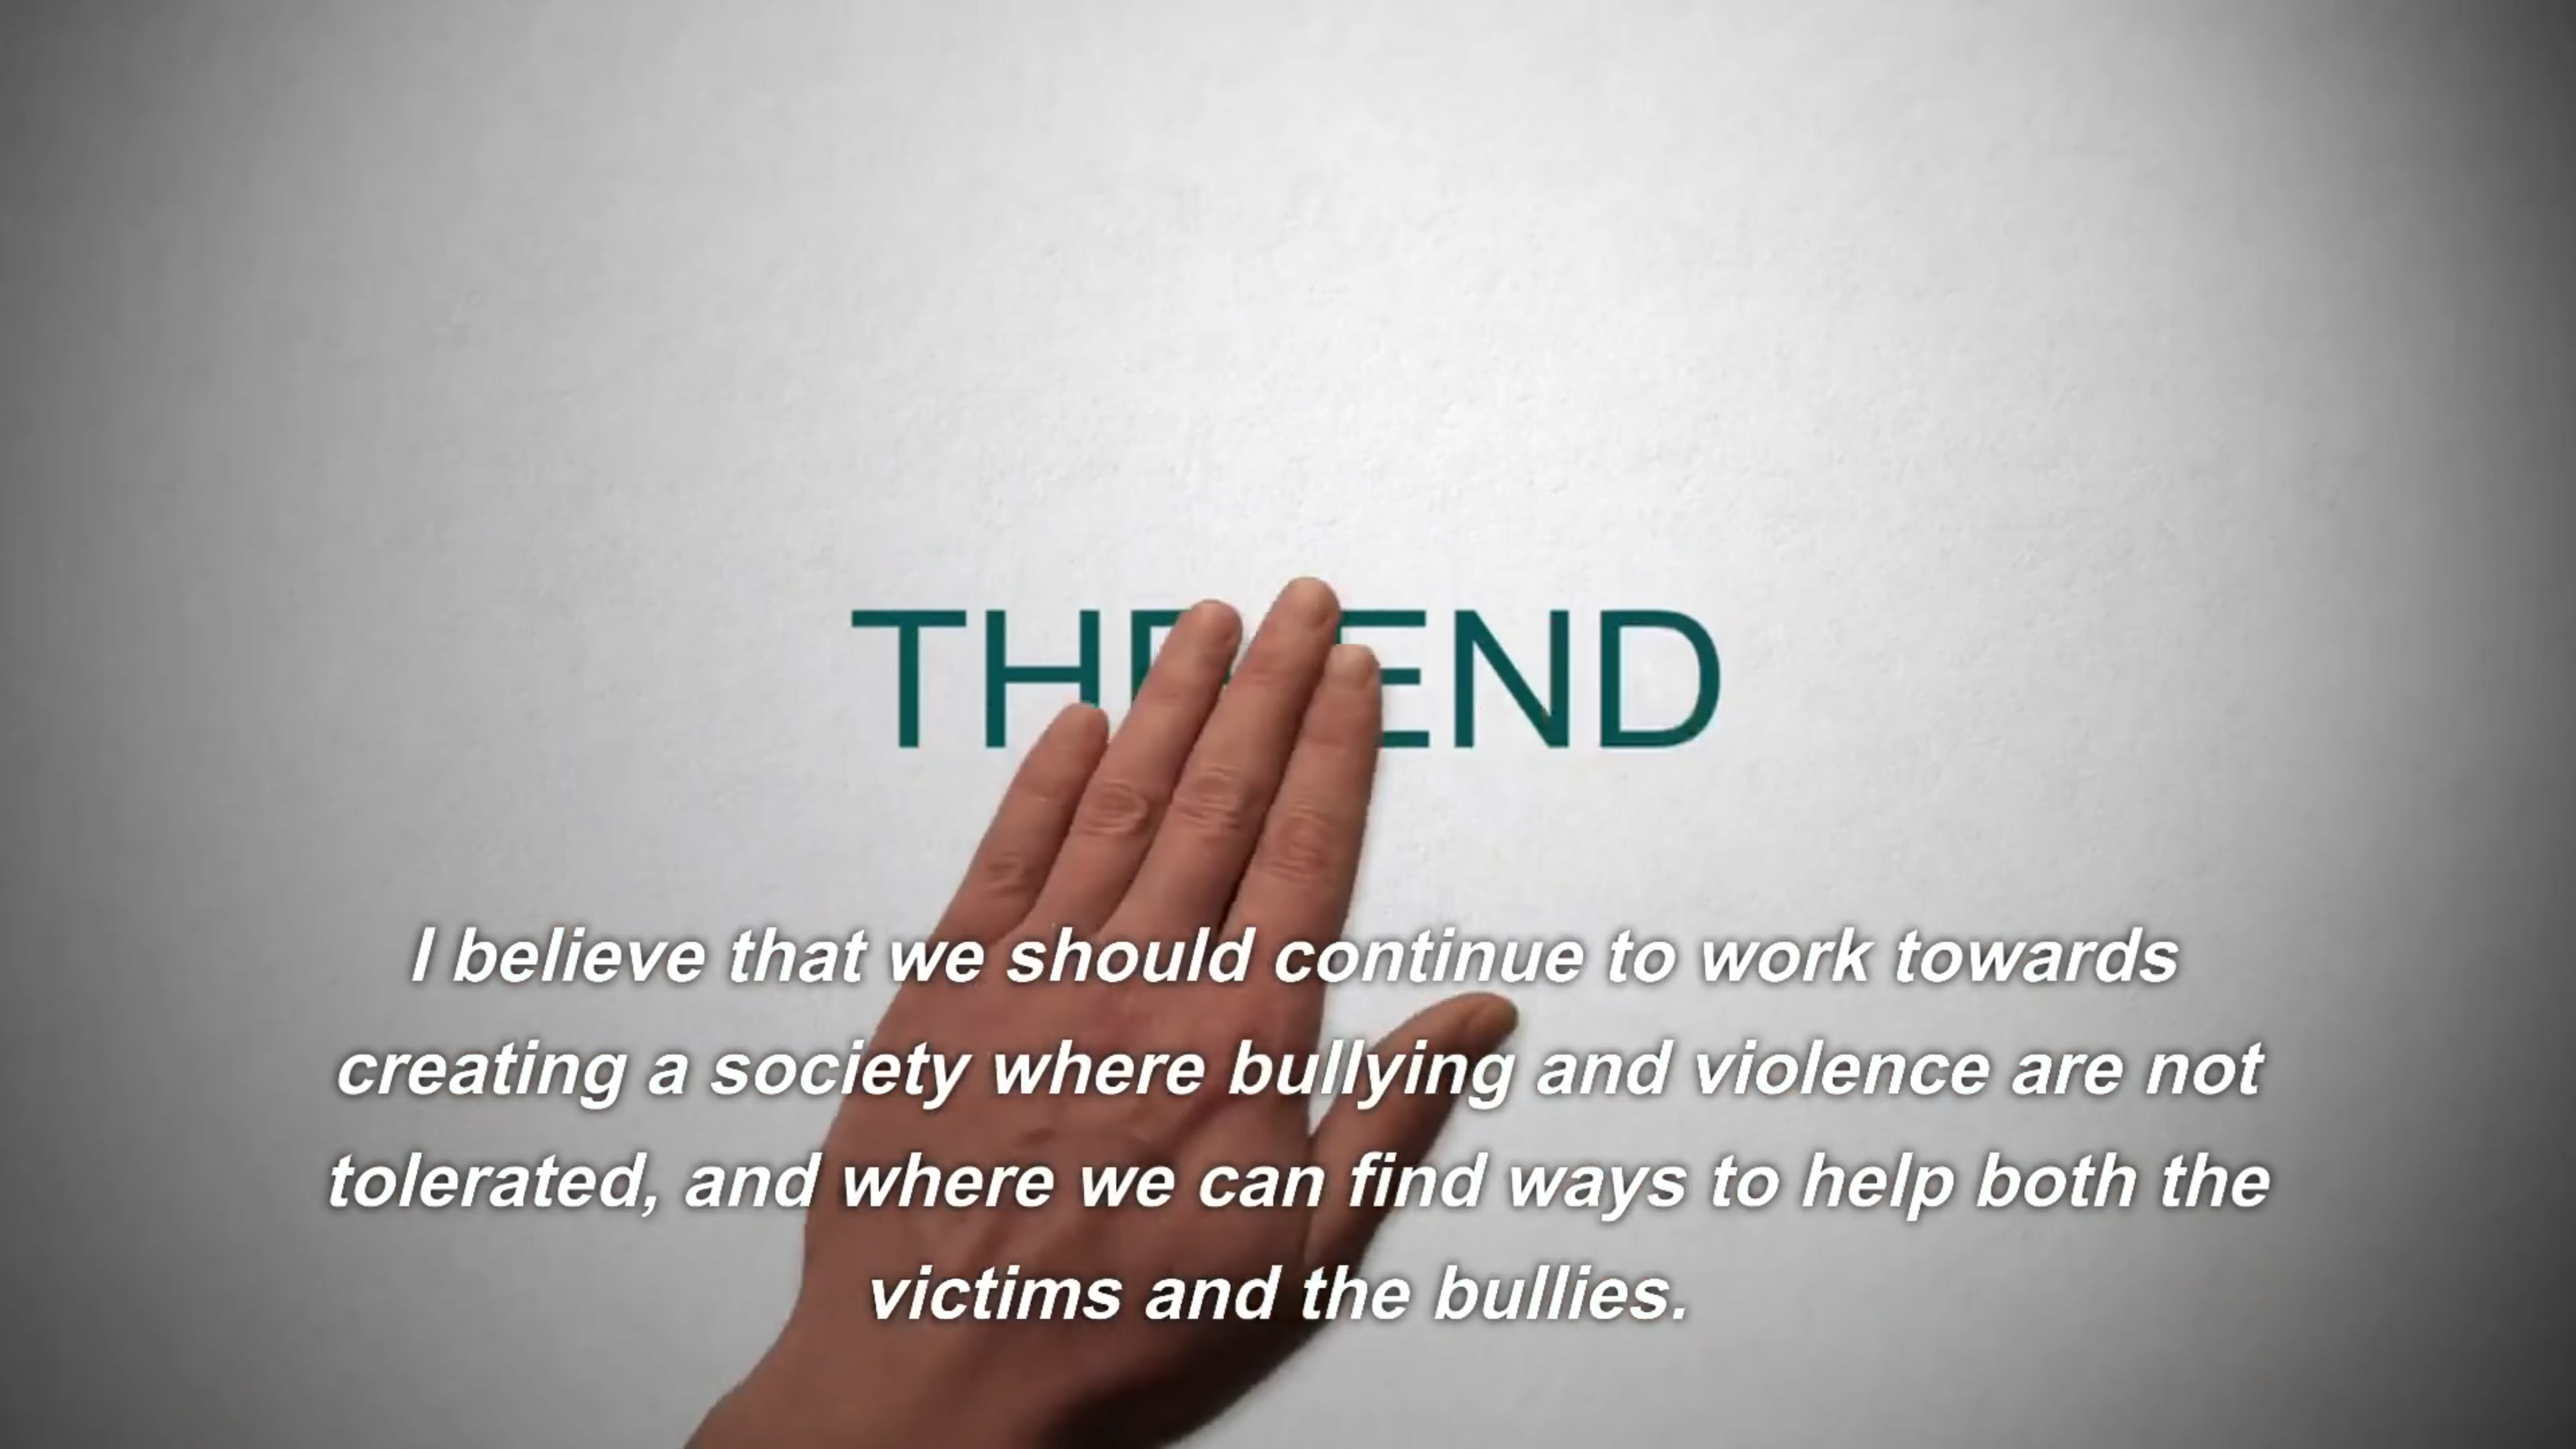 THE END
I believe that we should continue to work towards
creating a society where bullying and violence are not
tolerated, and where we can find ways to help both the
victims and the bullies.